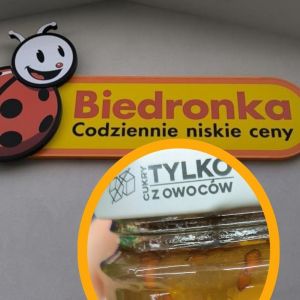 Biedronka
Codziennie niskie ceny
CUKRY
TYLKO
Z OWOCÓW